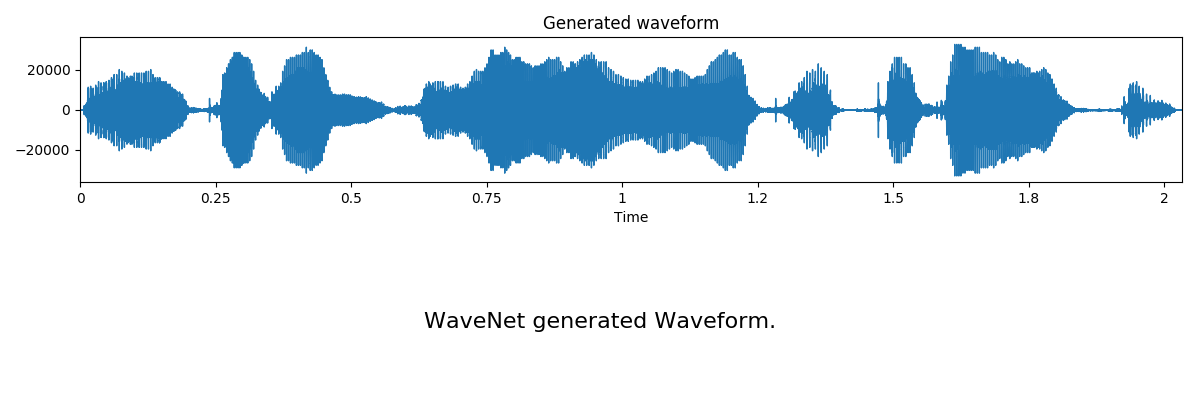 Generated waveform
20000
0
−20000
0 0.25 0.5 0.75 1 1.2 1.5 1.8 2
Time
WaveNet generated Waveform.